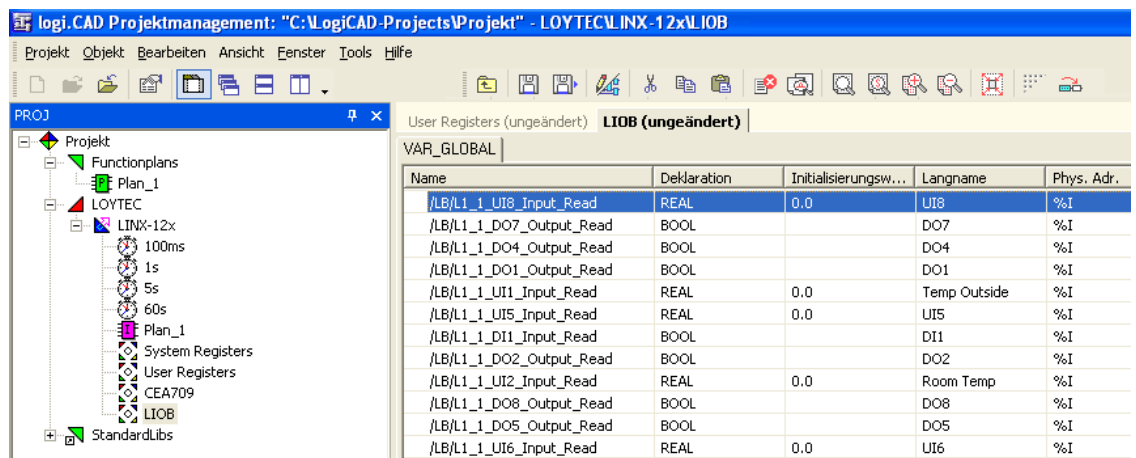 logi.CAD Projektmanagement: "C:\LogiCAD-Projects\Projekt" - LOYTEC\LINX-12x\LIOB
Projekt Objekt Bearbeiten Ansicht Fenster Tools Hilfe
PROJ
Projekt
Functionplans
Plan_1
LOYTEC
LINX-12x
100ms
1s
5s
60s
Plan_1
System Registers
User Registers
CEA709
LIOB
StandardLibs
User Registers (ungeändert) LIOB (ungeändert)
VAR_GLOBAL
Name Deklaration Initialisierungsw... Langname Phys. Adr.
/LB/L1_1_UI8_Input_Read REAL 0.0 UI8 %I
/LB/L1_1_DO7_Output_Read BOOL DO7 %I
/LB/L1_1_DO4_Output_Read BOOL DO4 %I
/LB/L1_1_DO1_Output_Read BOOL DO1 %I
/LB/L1_1_UI1_Input_Read REAL 0.0 Temp Outside %I
/LB/L1_1_UI5_Input_Read REAL 0.0 UI5 %I
/LB/L1_1_DI1_Input_Read BOOL DI1 %I
/LB/L1_1_DO2_Output_Read BOOL DO2 %I
/LB/L1_1_UI2_Input_Read REAL 0.0 Room Temp %I
/LB/L1_1_DO8_Output_Read BOOL DO8 %I
/LB/L1_1_DO5_Output_Read BOOL DO5 %I
/LB/L1_1_UI6_Input_Read REAL 0.0 UI6 %I